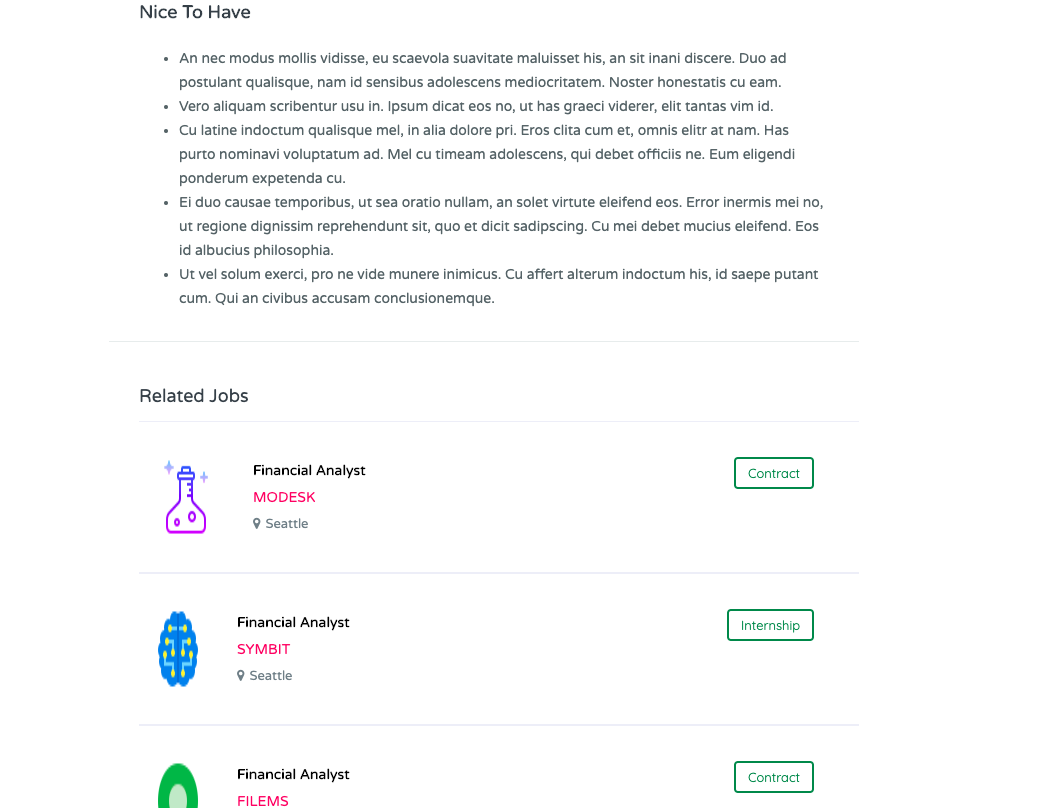 Nice To Have
An nec modus mollis vidisse, eu scaevola suavitate maluisset his, an sit inani discere. Duo ad
postulant qualisque, nam id sensibus adolescens mediocritatem. Noster honestatis cu eam.
Vero aliquam scribentur usu in. Ipsum dicat eos no, ut has graeci viderer, elit tantas vim id.
Cu latine indoctum qualisque mel, in alia dolore pri. Eros clita cum et, omnis elitr at nam. Has
purto nominavi voluptatum ad. Mel cu timeam adolescens, qui debet officiis ne. Eum eligendi
ponderum expetenda cu.
Ei duo causae temporibus, ut sea oratio nullam, an solet virtute eleifend eos. Error inermis mei no,
ut regione dignissim reprehendunt sit, quo et dicit sadipscing. Cu mei debet mucius eleifend. Eos
id albucius philosophia.
Ut vel solum exerci, pro ne vide munere inimicus. Cu affert alterum indoctum his, id saepe putant
cum. Qui an civibus accusam conclusionemque.
Related Jobs
Financial Analyst
Contract
MODESK
Seattle
Financial Analyst
Internship
SYMBIT
Seattle
Financial Analyst
Contract
FILEMS